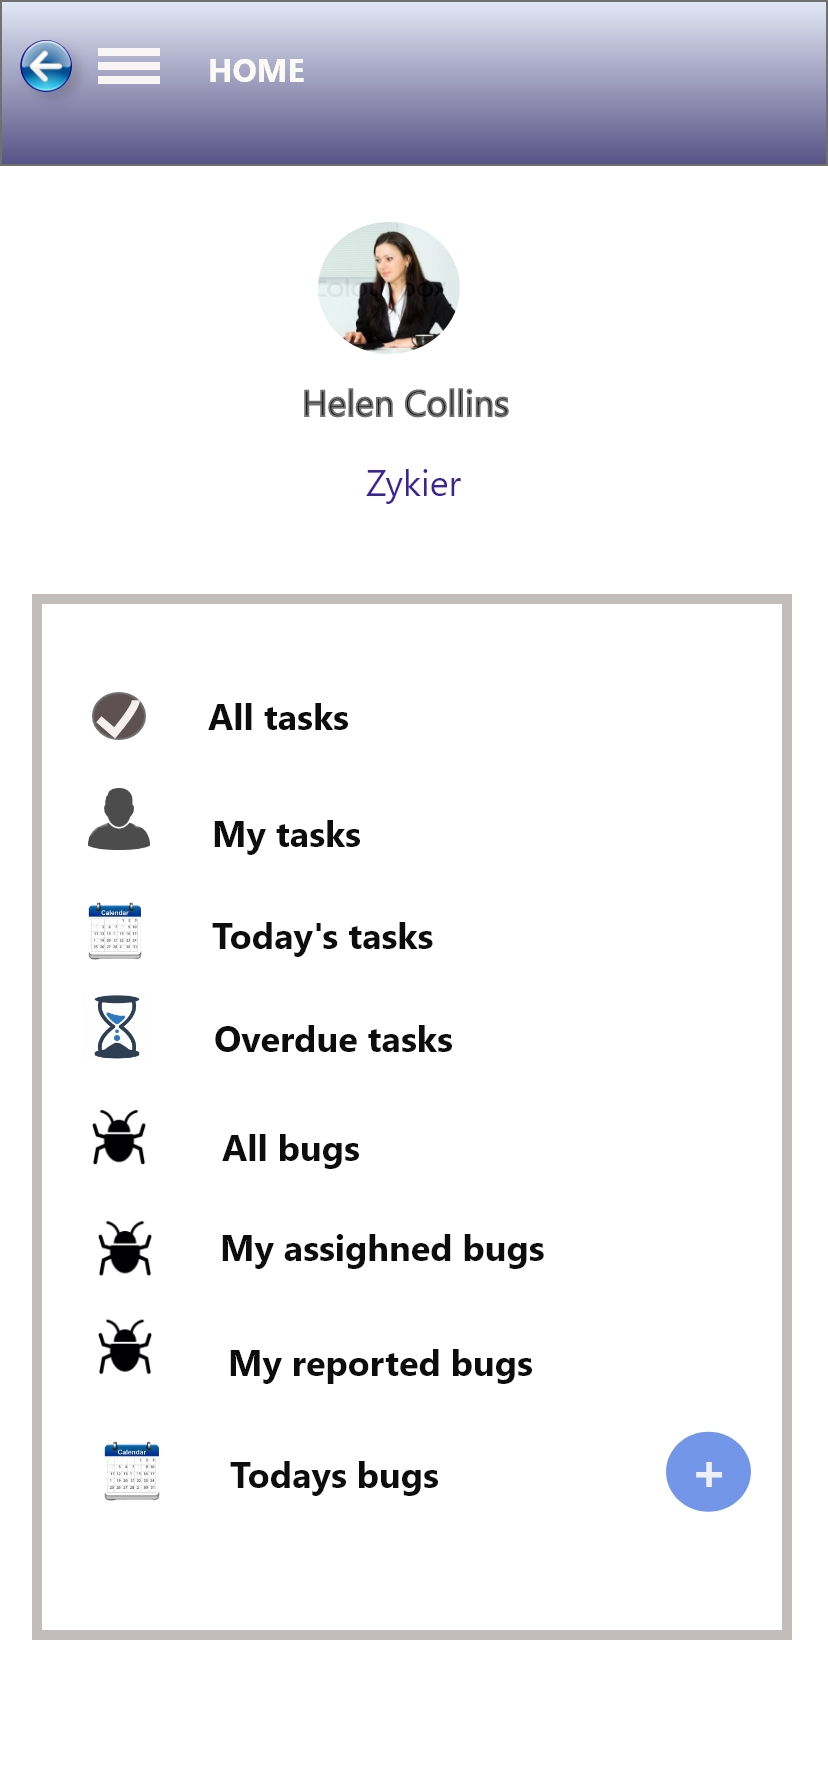 HOME
Helen Collins
Zykier
All tasks
My tasks
Calendar
Today's tasks
Overdue tasks
All bugs
My assighned bugs
My reported bugs
Calendar
Todays bugs
+